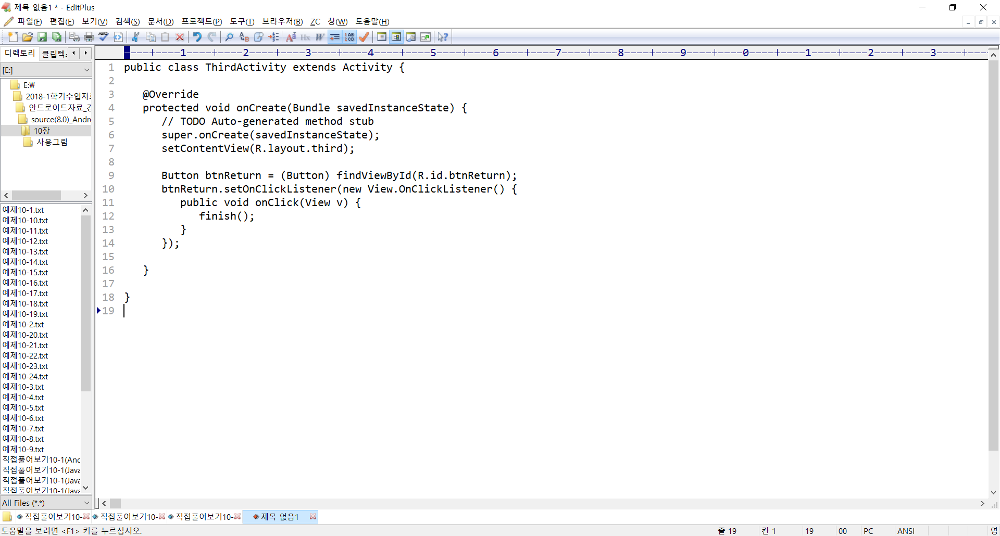 제목 없음1 * - EditPlus
파일(F) 편집(E) 보기(V) 검색(S) 문서(D) 프로젝트(P) 도구(T) 브라우저(B) ZC 창(W) 도움말(H)
디렉토리 클립텍
[E:]
E:₩
2018-1학기수업자료
안드로이드자료_강
source(8.0)_Andro
10장
사용그림
예제10-1.txt
예제10-10.txt
예제10-11.txt
예제10-12.txt
예제10-13.txt
예제10-14.txt
예제10-15.txt
예제10-16.txt
예제10-17.txt
예제10-18.txt
예제10-19.txt
예제10-2.txt
예제10-20.txt
예제10-21.txt
예제10-22.txt
예제10-23.txt
예제10-24.txt
예제10-3.txt
예제10-4.txt
예제10-5.txt
예제10-6.txt
예제10-7.txt
예제10-8.txt
예제10-9.txt
직접풀어보기10-1(Anc
직접풀어보기10-1(Java
직접풀어보기10-1(Java
직접풀어보기10-1(Java
All Files (*.*)
----+----1----+----2----+----3----+----4----+----5----+----6----+----7----+----8----+----9----+----0----+----1----+----2----+----3----+---
1 public class ThirdActivity extends Activity {
2
3 @Override
4 protected void onCreate(Bundle savedInstanceState) {
5 // TODO Auto-generated method stub
6 super.onCreate(savedInstanceState);
7 setContentView(R.layout.third);
8
9 Button btnReturn = (Button) findViewById(R.id.btnReturn);
10 btnReturn.setOnClickListener(new View.OnClickListener() {
11 public void onClick(View v) {
12 finish();
13 }
14 });
15
16 }
17
18 }
19
직접풀어보기10- 직접풀어보기10- 직접풀어보기10- 제목 없음1
도움말을 보려면 <F1> 키를 누르십시오. 줄 19 칸 1 19 00 PC ANSI 영